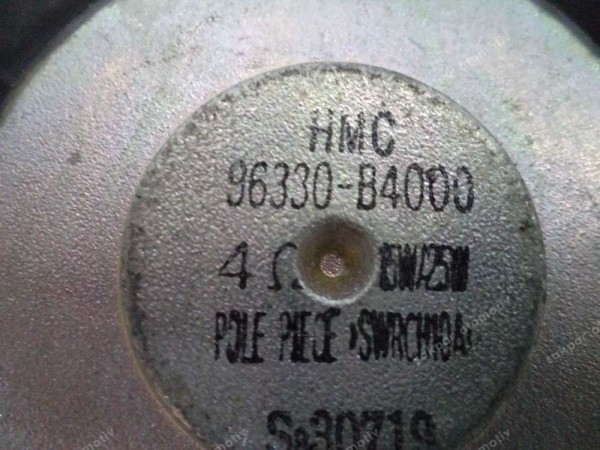 HMC
96330-B4000
4 Ω 15W/25W
POLE PIECE >SWRCH10A<
S 30719